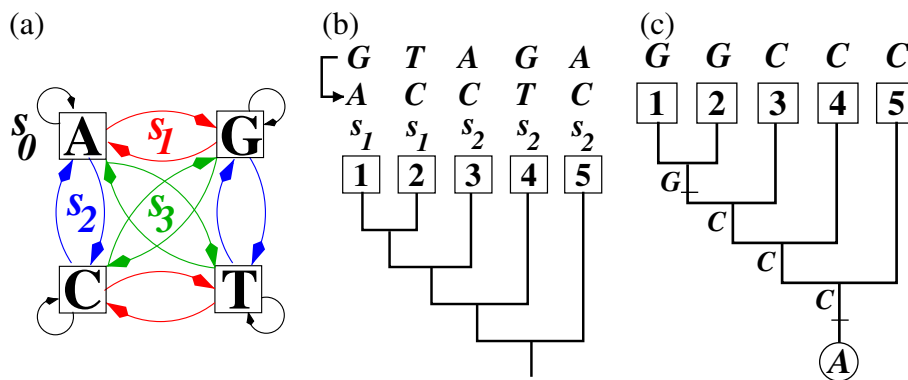 (a)
s0 A s1 G
s2 s3
C T
(b)
G T A G A
A C C T C
s1 s1 s2 s2 s2
1 2 3 4 5
(c)
G G C C C
1 2 3 4 5
G
C
C
C
A